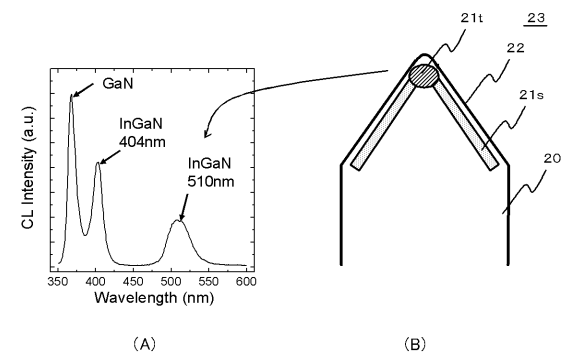 21t
23
22
21s
20
GaN
InGaN
404nm
InGaN
510nm
CL Intensity (a.u.)
350 400 450 500 550 600
Wavelength (nm)
(A)
(B)